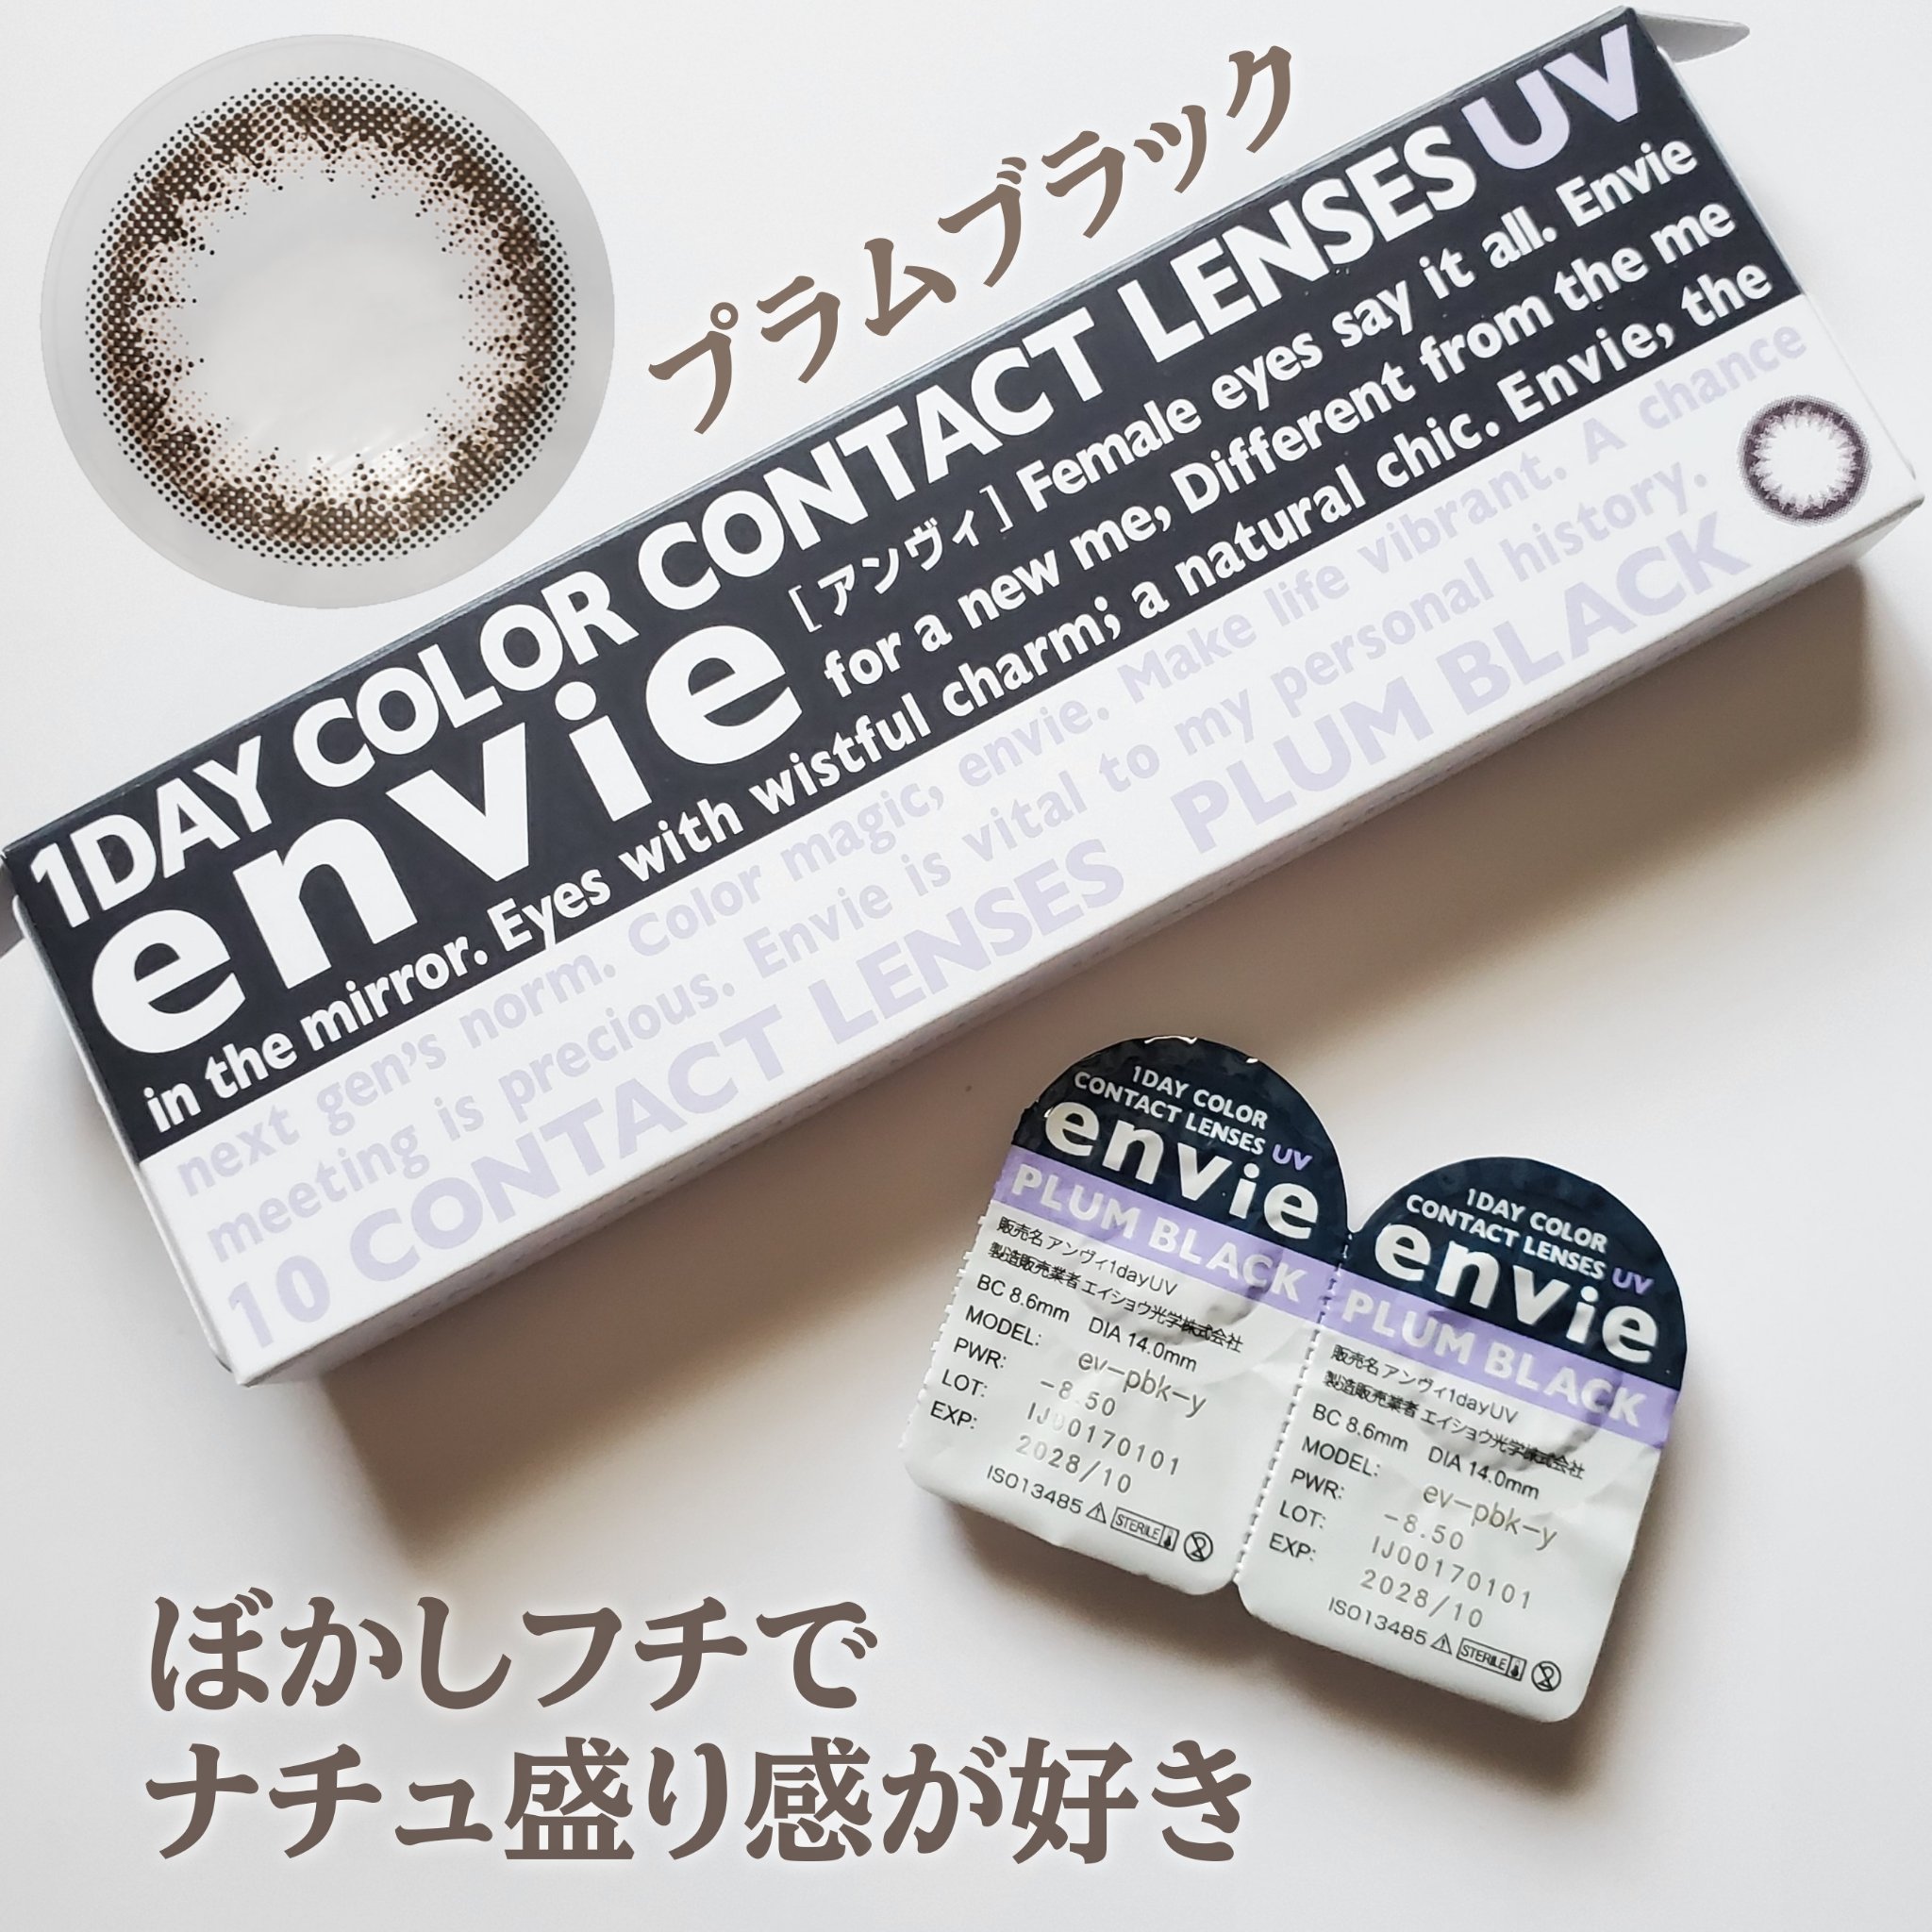 プラムブラック
1DAY COLOR CONTACT LENSES UV
envie
[アンヴィ] Female eyes say it all. Envie
for a new me, Different from the me
in the mirror. Eyes with wistful charm; a natural chic. Envie, the
next gen's norm. Color magic, envie. Make life vibrant. A chance
meeting is precious. Envie is vital to my personal history.
10 CONTACT LENSES PLUM BLACK
1DAY COLOR
CONTACT LENSES UV
envie
PLUM BLACK
販売名 アンヴィ1dayUV
製造販売業者 エイショウ光学株式会社
BC 8.6mm DIA 14.0mm
MODEL: ev-pbk-y
PWR: -8.50
LOT: IJ00170101
EXP: 2028/10
ISO13485 STERILE
1DAY COLOR
CONTACT LENSES UV
envie
PLUM BLACK
販売名 アンヴィ1dayUV
製造販売業者 エイショウ光学株式会社
BC 8.6mm DIA 14.0mm
MODEL: ev-pbk-y
PWR: -8.50
LOT: IJ00170101
EXP: 2028/10
ISO13485 STERILE
ぼかしフチで
ナチュ盛り感が好き